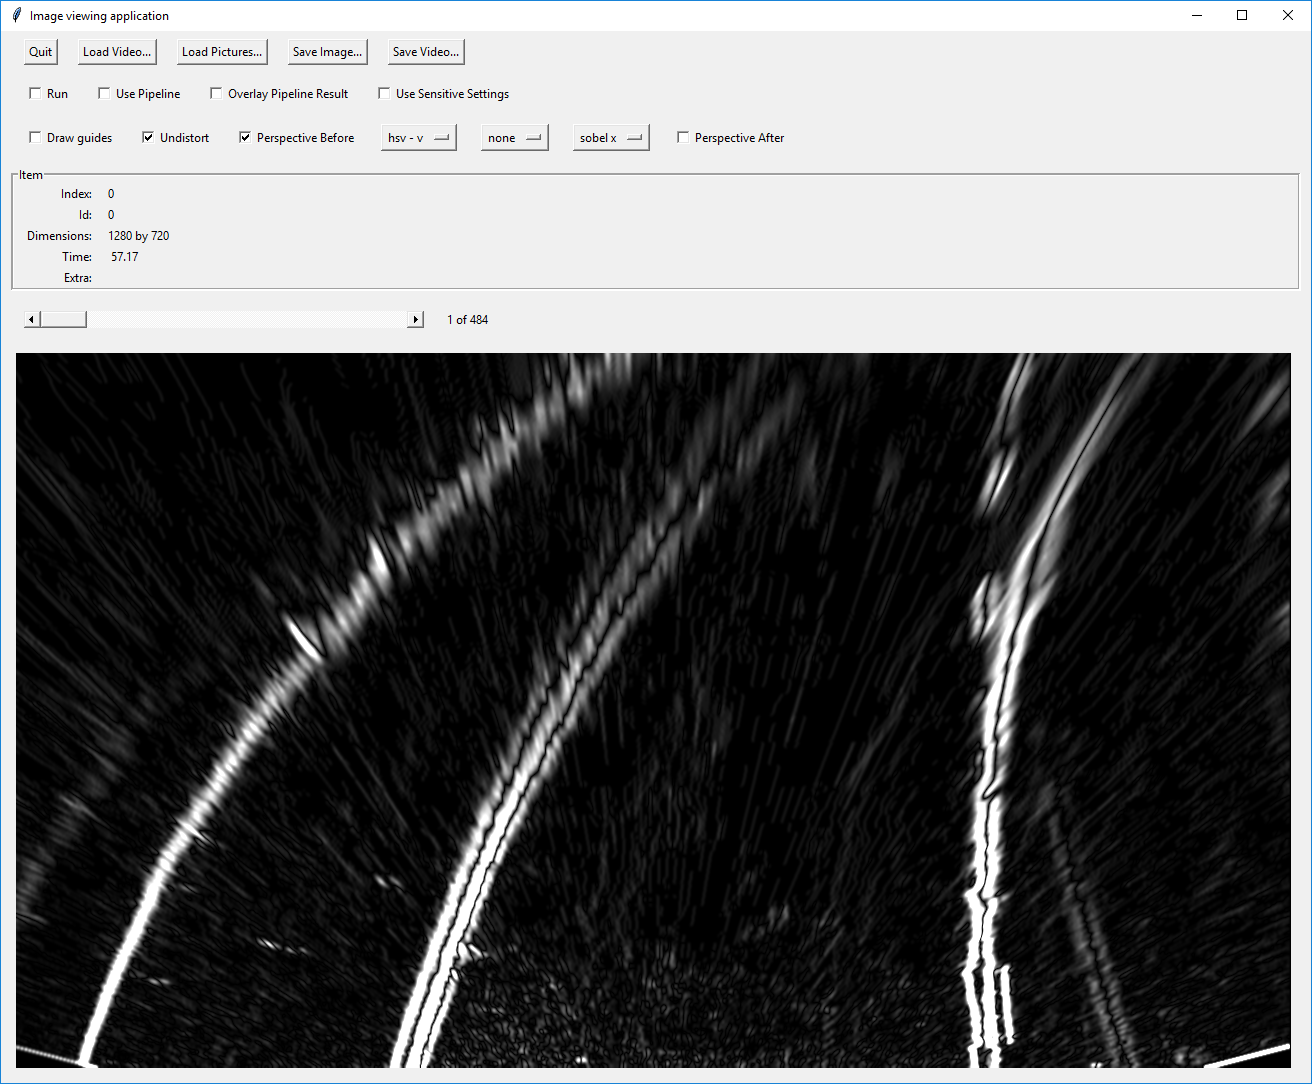 Image viewing application
Quit Load Video... Load Pictures... Save Image... Save Video...
Run Use Pipeline Overlay Pipeline Result Use Sensitive Settings
Draw guides Undistort Perspective Before hsv - v none sobel x Perspective After
Item
Index: 0
Id: 0
Dimensions: 1280 by 720
Time: 57.17
Extra:
1 of 484